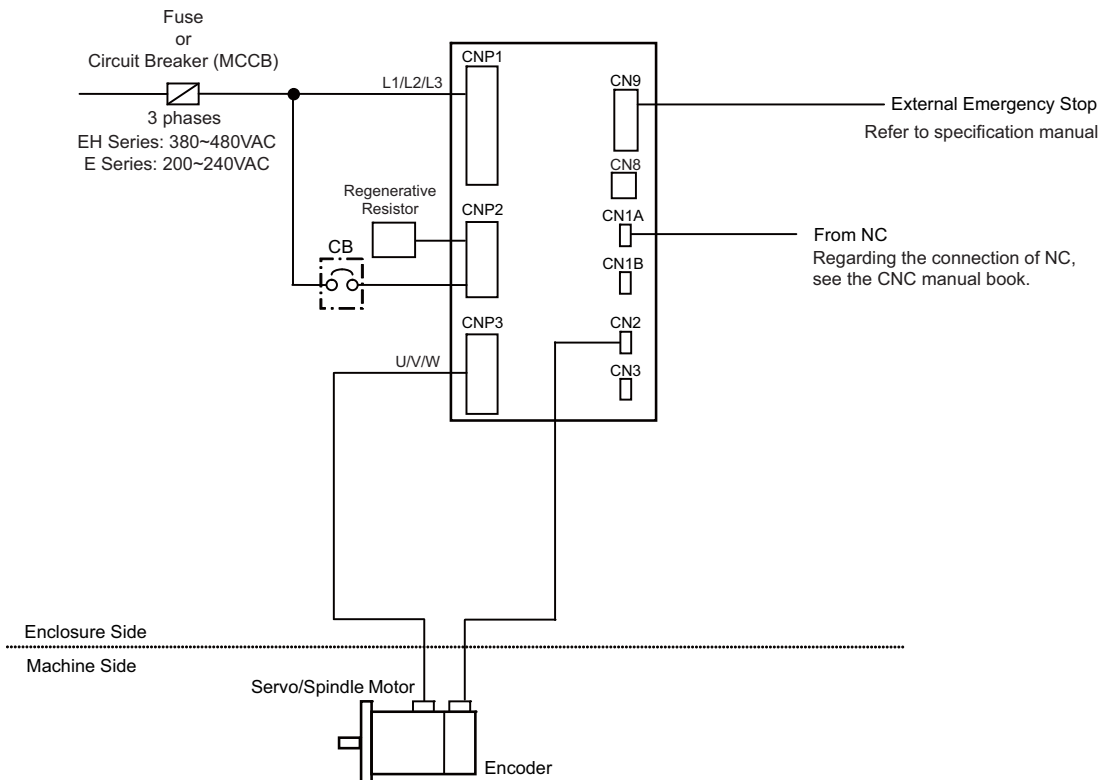 Fuse
or
Circuit Breaker (MCCB)
L1/L2/L3
3 phases
EH Series: 380~480VAC
E Series: 200~240VAC
Regenerative
Resistor
CB
CNP1
CNP2
CNP3
U/V/W
CN9
CN8
CN1A
CN1B
CN2
CN3
External Emergency Stop
Refer to specification manual
From NC
Regarding the connection of NC,
see the CNC manual book.
Enclosure Side
Machine Side
Servo/Spindle Motor
Encoder